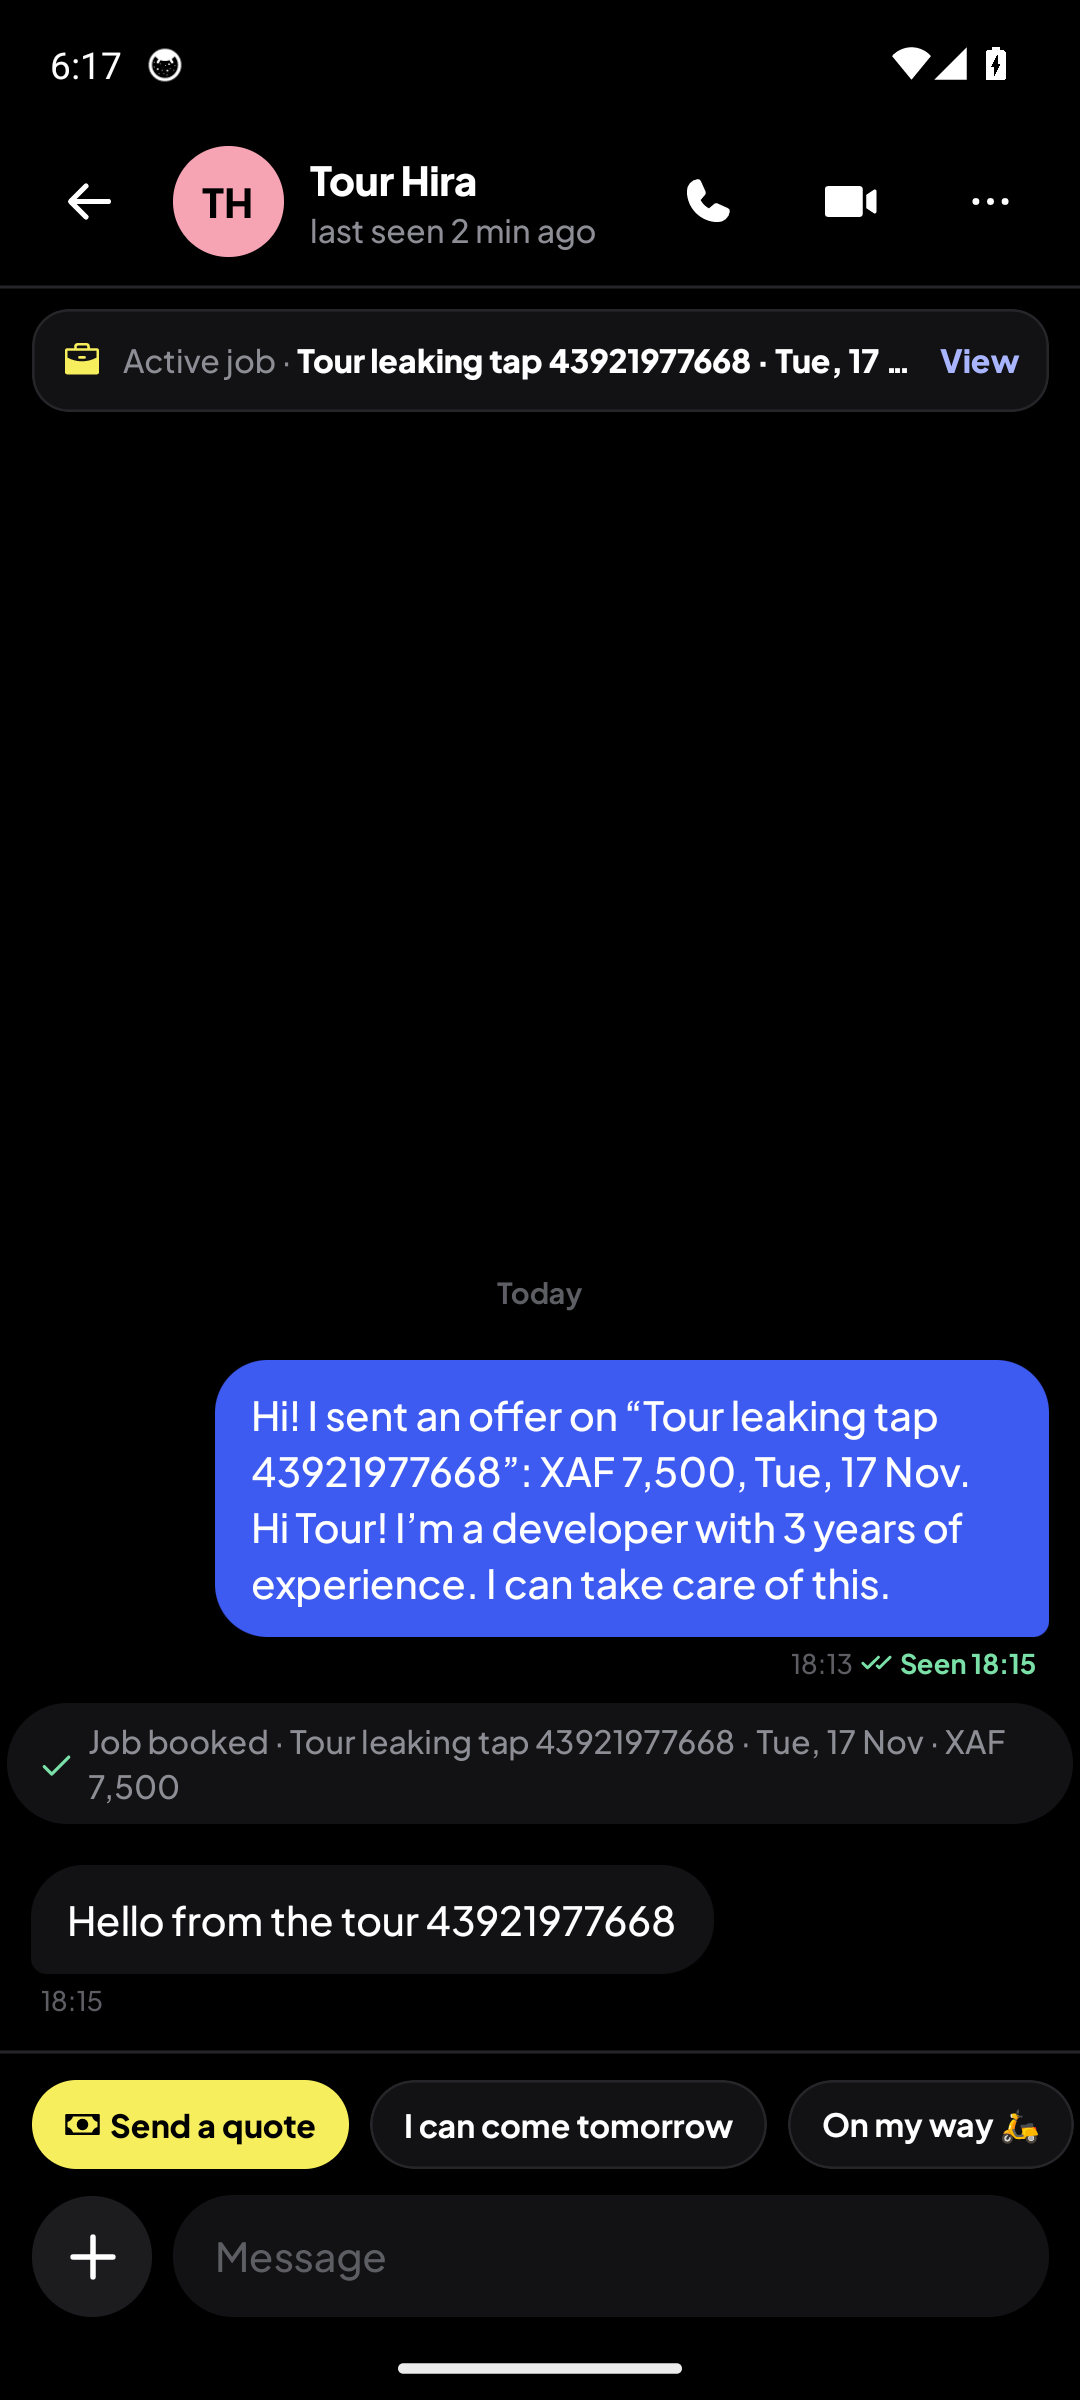 6:17
TH
Tour Hira
last seen 2 min ago
Active job · Tour leaking tap 43921977668 · Tue, 17 ...
View
Today
Hi! I sent an offer on “Tour leaking tap
43921977668”: XAF 7,500, Tue, 17 Nov.
Hi Tour! I’m a developer with 3 years of
experience. I can take care of this.
18:13 Seen 18:15
Job booked · Tour leaking tap 43921977668 · Tue, 17 Nov · XAF
7,500
Hello from the tour 43921977668
18:15
Send a quote
I can come tomorrow
On my way 🛵
Message